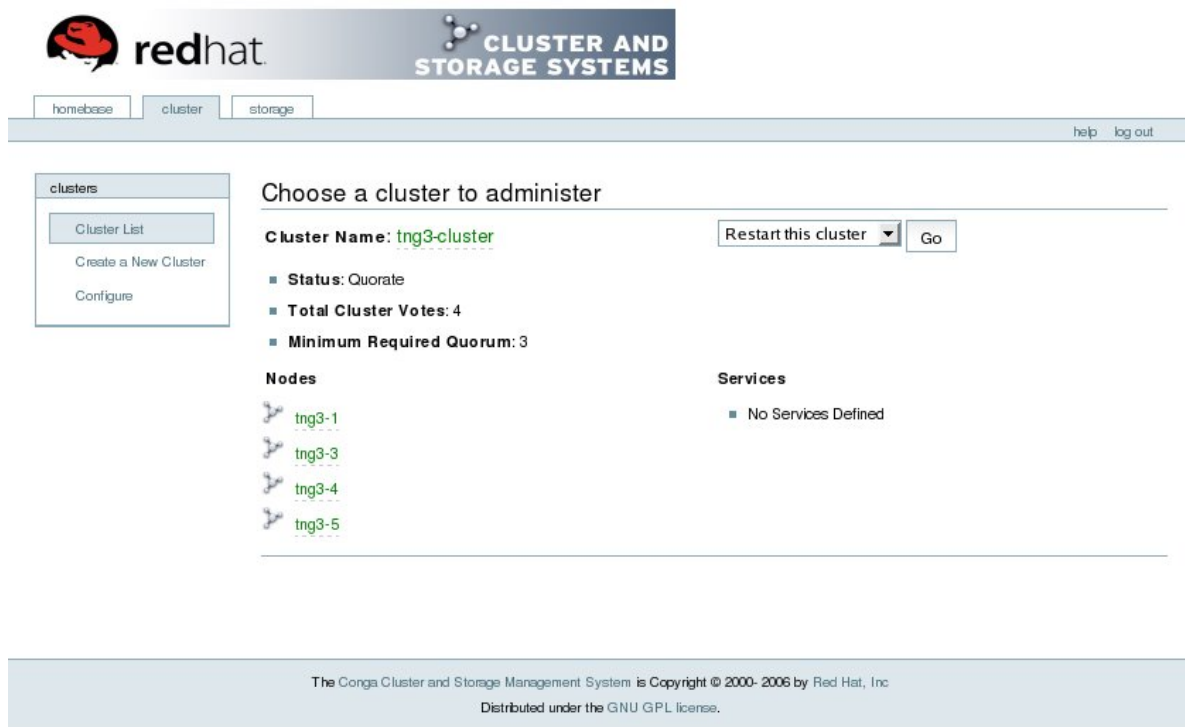 redhat.
CLUSTER AND
STORAGE SYSTEMS
homebase cluster storage
help log out
clusters
Cluster List
Create a New Cluster
Configure
Choose a cluster to administer
Cluster Name: tng3-cluster
Restart this cluster Go
Status: Quorate
Total Cluster Votes: 4
Minimum Required Quorum: 3
Nodes
tng3-1
tng3-3
tng3-4
tng3-5
Services
No Services Defined
The Conga Cluster and Storage Management System is Copyright © 2000- 2006 by Red Hat, Inc
Distributed under the GNU GPL license.